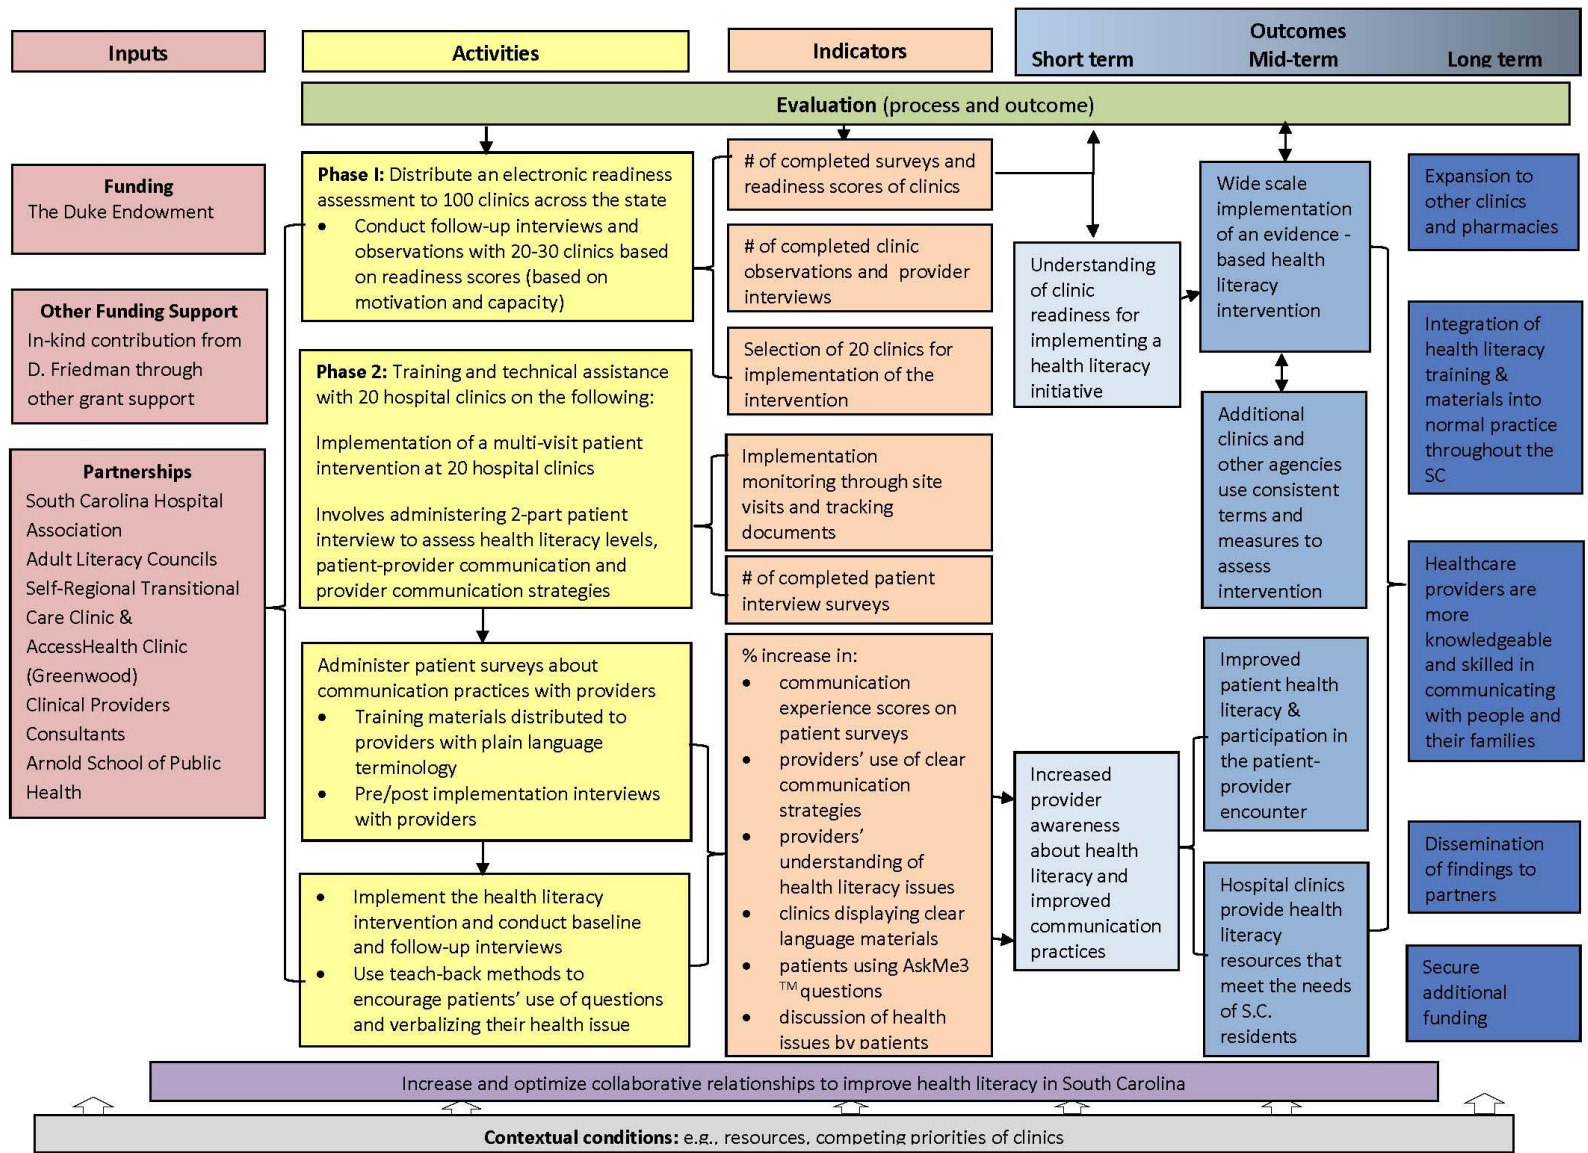 Inputs
Activities
Indicators
Outcomes
Short term
Mid-term
Long term
Evaluation (process and outcome)
Funding
The Duke Endowment
Other Funding Support
In-kind contribution from
D. Friedman through
other grant support
Partnerships
South Carolina Hospital
Association
Adult Literacy Councils
Self-Regional Transitional
Care Clinic &
AccessHealth Clinic
(Greenwood)
Clinical Providers
Consultants
Arnold School of Public
Health
Phase I: Distribute an electronic readiness
assessment to 100 clinics across the state
• Conduct follow-up interviews and
observations with 20-30 clinics based
on readiness scores (based on
motivation and capacity)
Phase 2: Training and technical assistance
with 20 hospital clinics on the following:
Implementation of a multi-visit patient
intervention at 20 hospital clinics
Involves administering 2-part patient
interview to assess health literacy levels,
patient-provider communication and
provider communication strategies
Administer patient surveys about
communication practices with providers
• Training materials distributed to
providers with plain language
terminology
• Pre/post implementation interviews
with providers
• Implement the health literacy
intervention and conduct baseline
and follow-up interviews
• Use teach-back methods to
encourage patients’ use of questions
and verbalizing their health issue
# of completed surveys and
readiness scores of clinics
# of completed clinic
observations and provider
interviews
Selection of 20 clinics for
implementation of the
intervention
Implementation
monitoring through site
visits and tracking
documents
# of completed patient
interview surveys
% increase in:
• communication
experience scores on
patient surveys
• providers’ use of clear
communication
strategies
• providers’
understanding of
health literacy issues
• clinics displaying clear
language materials
• patients using AskMe3
™ questions
• discussion of health
issues by patients
Understanding
of clinic
readiness for
implementing a
health literacy
initiative
Increased
provider
awareness
about health
literacy and
improved
communication
practices
Wide scale
implementation
of an evidence -
based health
literacy
intervention
Additional
clinics and
other agencies
use consistent
terms and
measures to
assess
intervention
Improved
patient health
literacy &
participation in
the patient-
provider
encounter
Hospital clinics
provide health
literacy
resources that
meet the needs
of S.C.
residents
Expansion to
other clinics
and pharmacies
Integration of
health literacy
training &
materials into
normal practice
throughout the
SC
Healthcare
providers are
more
knowledgeable
and skilled in
communicating
with people and
their families
Dissemination
of findings to
partners
Secure
additional
funding
Increase and optimize collaborative relationships to improve health literacy in South Carolina
Contextual conditions: e.g., resources, competing priorities of clinics